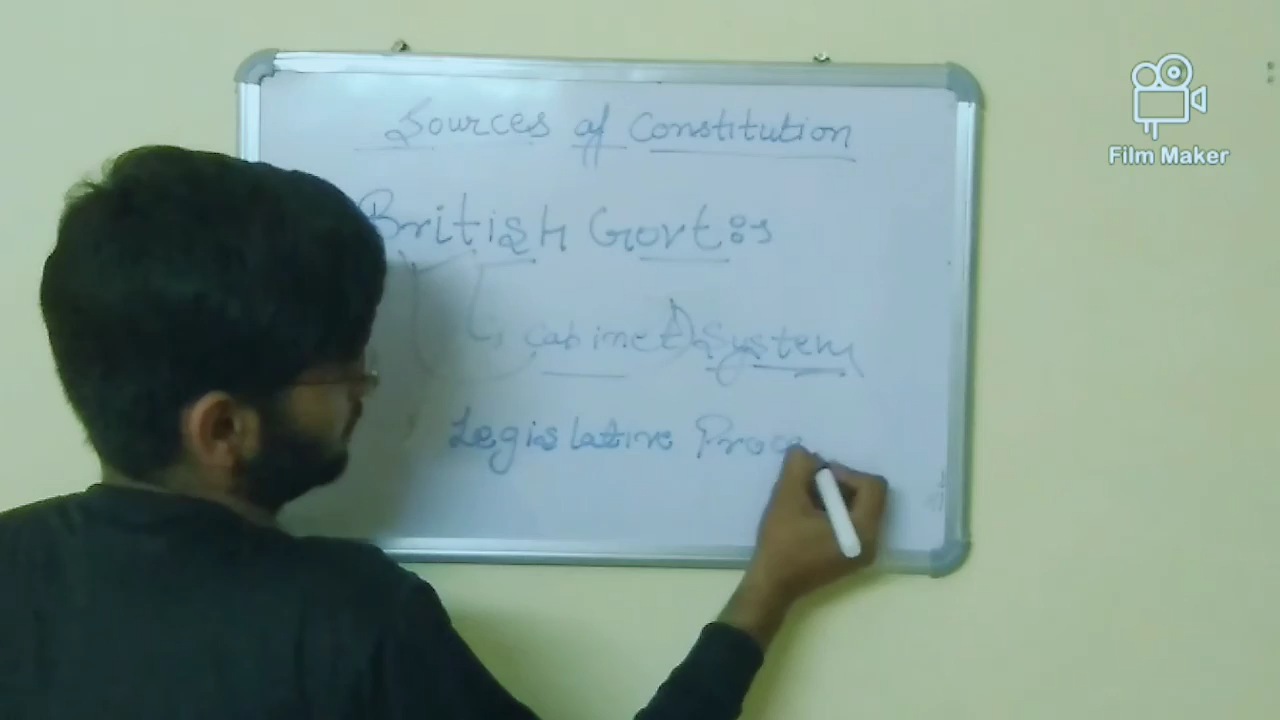 Sources of Constitution
British Govt:s
Cabinet System
Legislative Proce
Film Maker